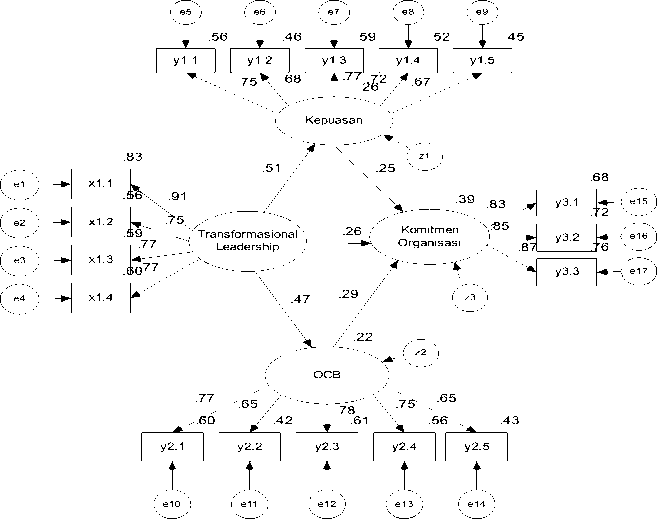 e5 e6 e7 e8 e9
.56 .46 .59 .52 45
y1.1 y1.2 y1.3 y1.4 y1.5
75 .68 .77 .72 .67
26
Kepuasan
z1
.51 .25
.83
e1 x1.1
.56 .91
e2 x1.2
.59 .75
e3 x1.3
.77
.60 .77
e4 x1.4
Transformasional
Leadership
.26
.39 .83
Komitmen
Organisasi
.85
.87
.68
y3.1 e15
.72
y3.2 e16
.76
y3.3 e17
z3
.47 .29
.22
z2
OCB
.77 .65 78 .75 .65
.60 .42 .61 .56 .43
y2.1 y2.2 y2.3 y2.4 y2.5
e10 e11 e12 e13 e14